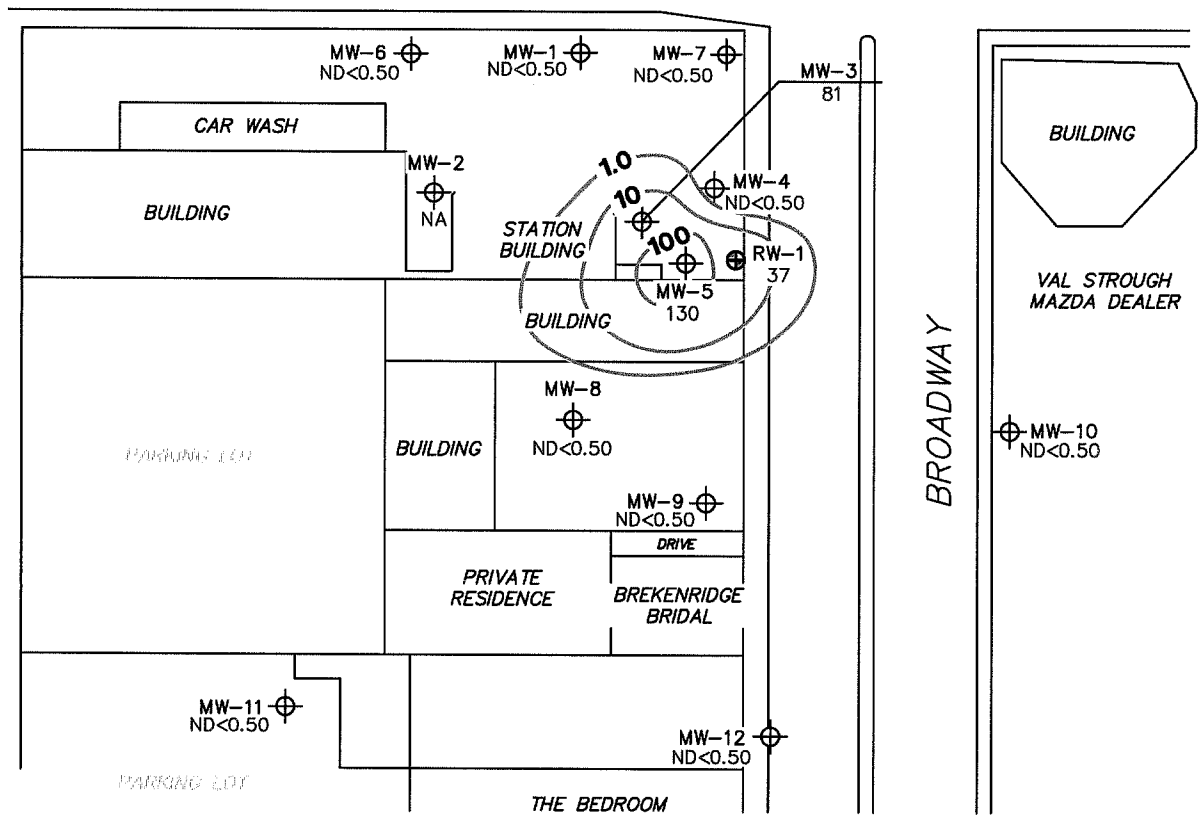 MW-6
ND<0.50
MW-1
ND<0.50
MW-7
ND<0.50
MW-3
81
CAR WASH
BUILDING
MW-2
NA
BUILDING
1.0
10
100
MW-4
ND<0.50
STATION
BUILDING
RW-1
37
MW-5
130
BUILDING
VAL STROUGH
MAZDA DEALER
BROADWAY
MW-8
ND<0.50
BUILDING
PARKING LOT
MW-10
ND<0.50
MW-9
ND<0.50
DRIVE
PRIVATE
RESIDENCE
BREKENRIDGE
BRIDAL
MW-11
ND<0.50
MW-12
ND<0.50
PARKING LOT
THE BEDROOM